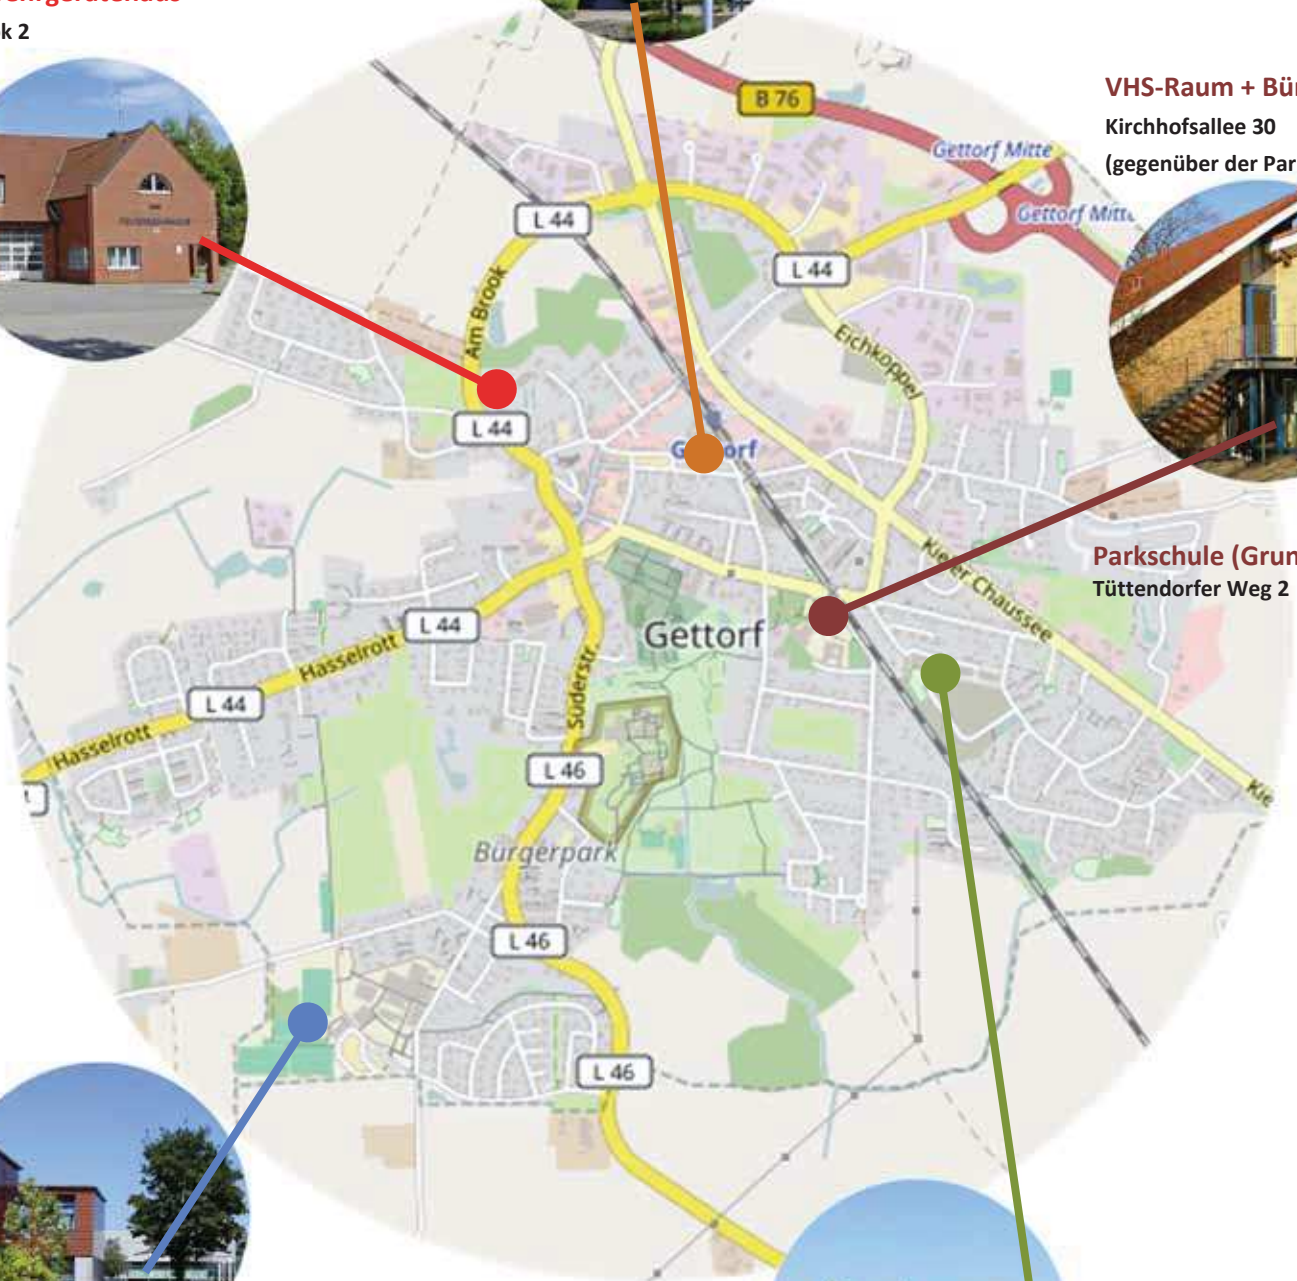 k 2
B 76
VHS-Raum + Bür
Kirchhofsallee 30
(gegenüber der Par
Gettorf Mitte
Gettorf Mitte
L 44
L 44
Am Brook
Eichkoppel
L 44
Gettorf
Kieler Chaussee
Parkschule (Grun
Tüttendorfer Weg 2
L 44
Gettorf
Hasselrott
Süderstr.
L 44
Hasselrott
L 46
Kie
Bürgerpark
L 46
L 46